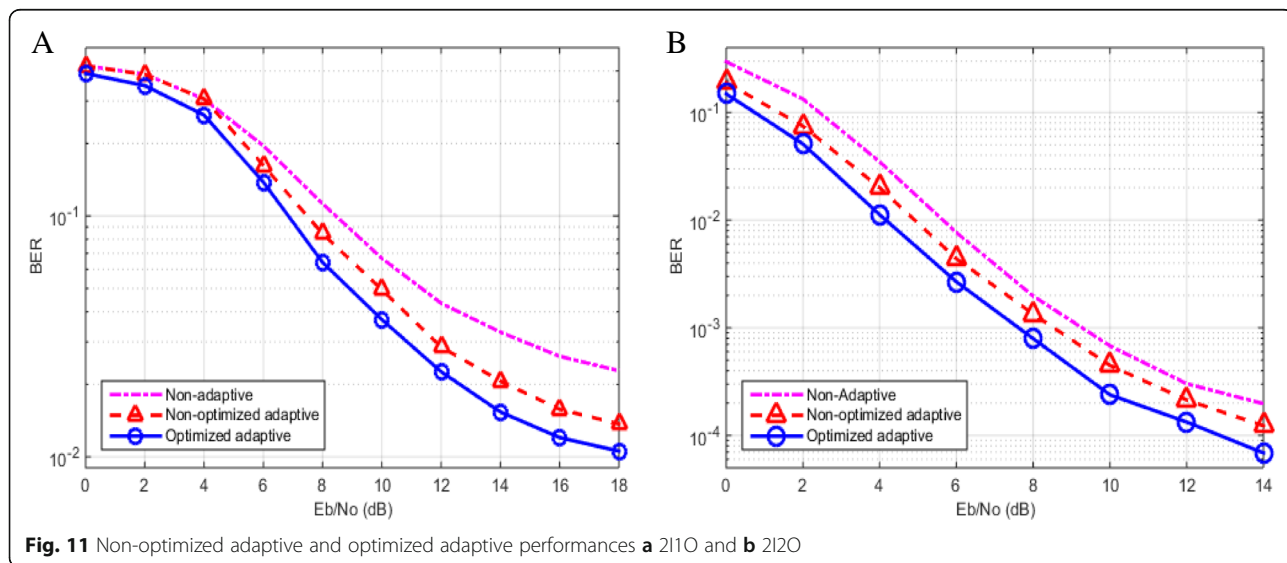 A
BER
10^-1
10^-2
Non-adaptive
Non-optimized adaptive
Optimized adaptive
0 2 4 6 8 10 12 14 16 18
Eb/No (dB)
B
BER
10^-1
10^-2
10^-3
10^-4
Non-Adaptive
Non-optimized adaptive
Optimized adaptive
0 2 4 6 8 10 12 14
Eb/No (dB)
Fig. 11 Non-optimized adaptive and optimized adaptive performances a 2I1O and b 2I2O